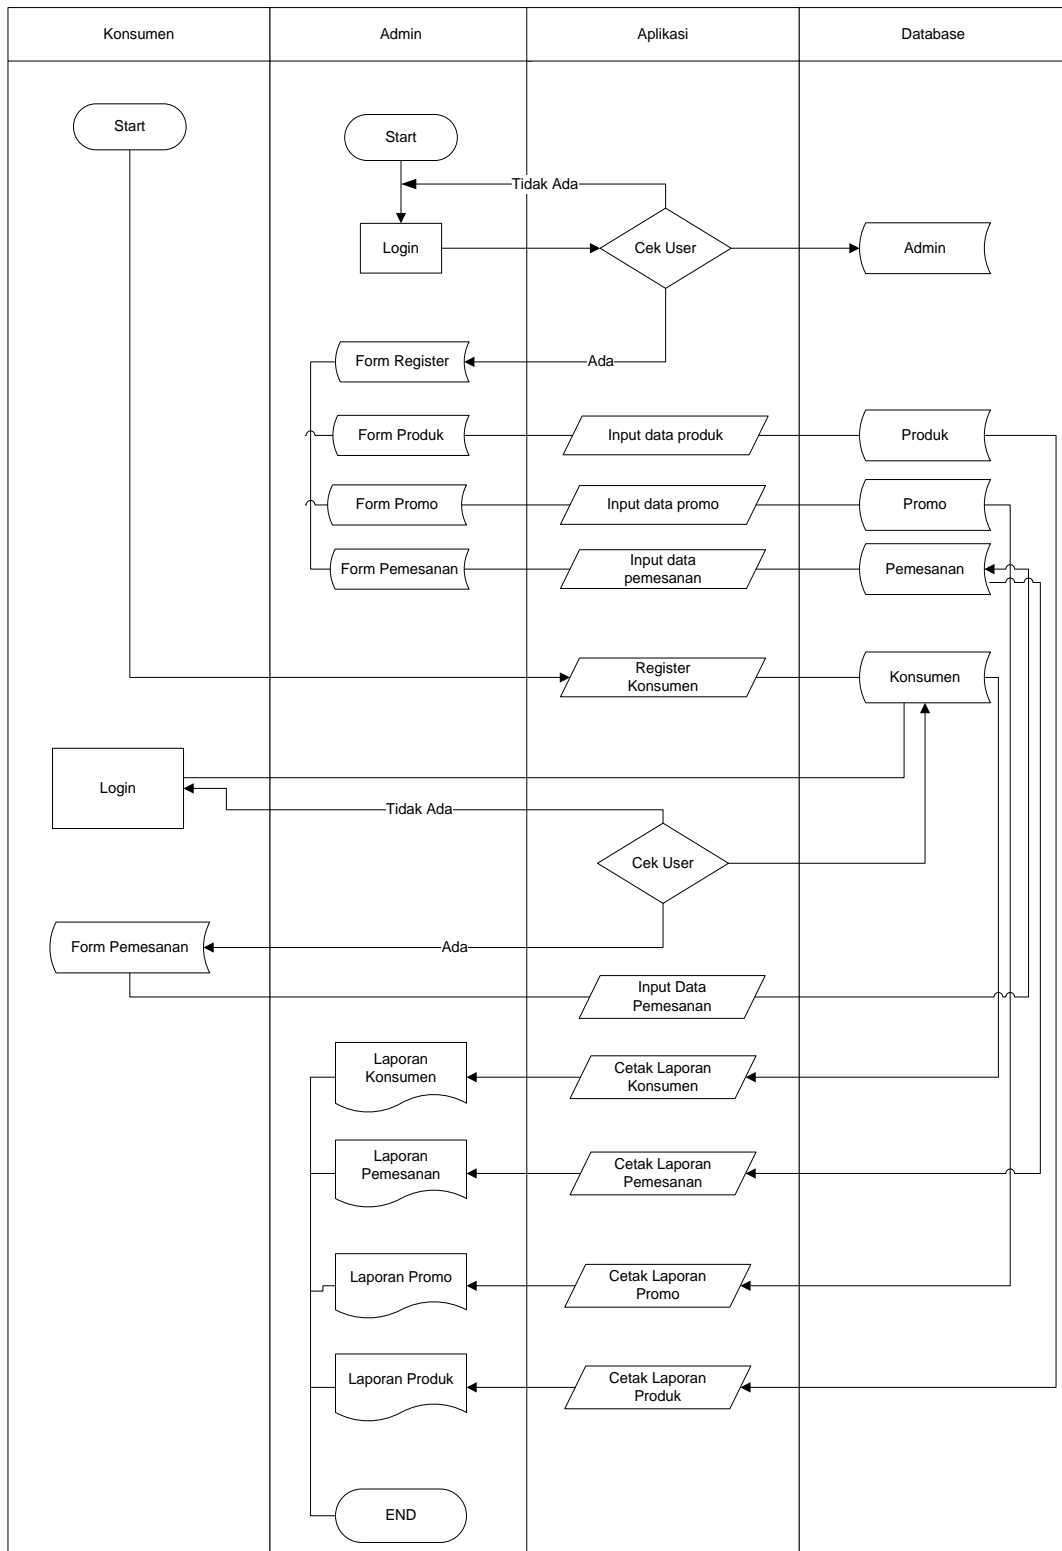 Konsumen
Admin
Aplikasi
Database
Start
Start
Tidak Ada
Login
Cek User
Admin
Form Register
Ada
Form Produk
Input data produk
Produk
Form Promo
Input data promo
Promo
Form Pemesanan
Input data
pemesanan
Pemesanan
Register
Konsumen
Konsumen
Login
Tidak Ada
Cek User
Form Pemesanan
Ada
Input Data
Pemesanan
Laporan
Konsumen
Cetak Laporan
Konsumen
Laporan
Pemesanan
Cetak Laporan
Pemesanan
Laporan Promo
Cetak Laporan
Promo
Laporan Produk
Cetak Laporan
Produk
END